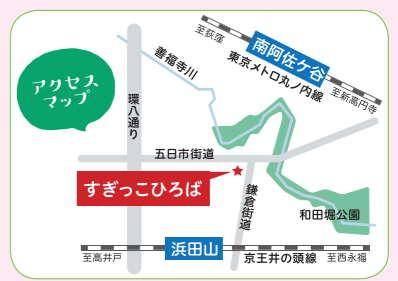 アクセス
マップ
至荻窪
南阿佐ケ谷
東京メトロ丸ノ内線
至新高円寺
善福寺川
環八通り
五日市街道
すぎっこひろば
鎌倉街道
和田堀公園
至高井戸
浜田山
京王井の頭線
至西永福